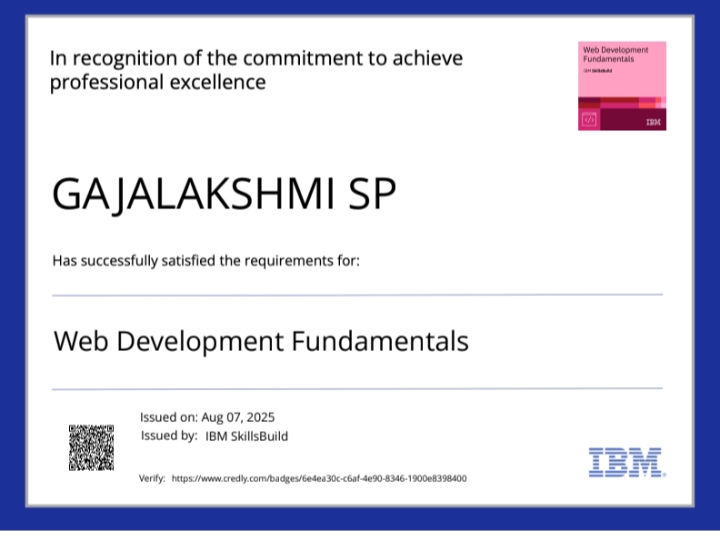 In recognition of the commitment to achieve
professional excellence
Web Development
Fundamentals
IBM SkillsBuild
</>
IBM
GAJALAKSHMI SP
Has successfully satisfied the requirements for:
Web Development Fundamentals
Issued on: Aug 07, 2025
Issued by: IBM SkillsBuild
Verify: https://www.credly.com/badges/6e4ea30c-c6af-4e90-8346-1900e8398400
IBM.